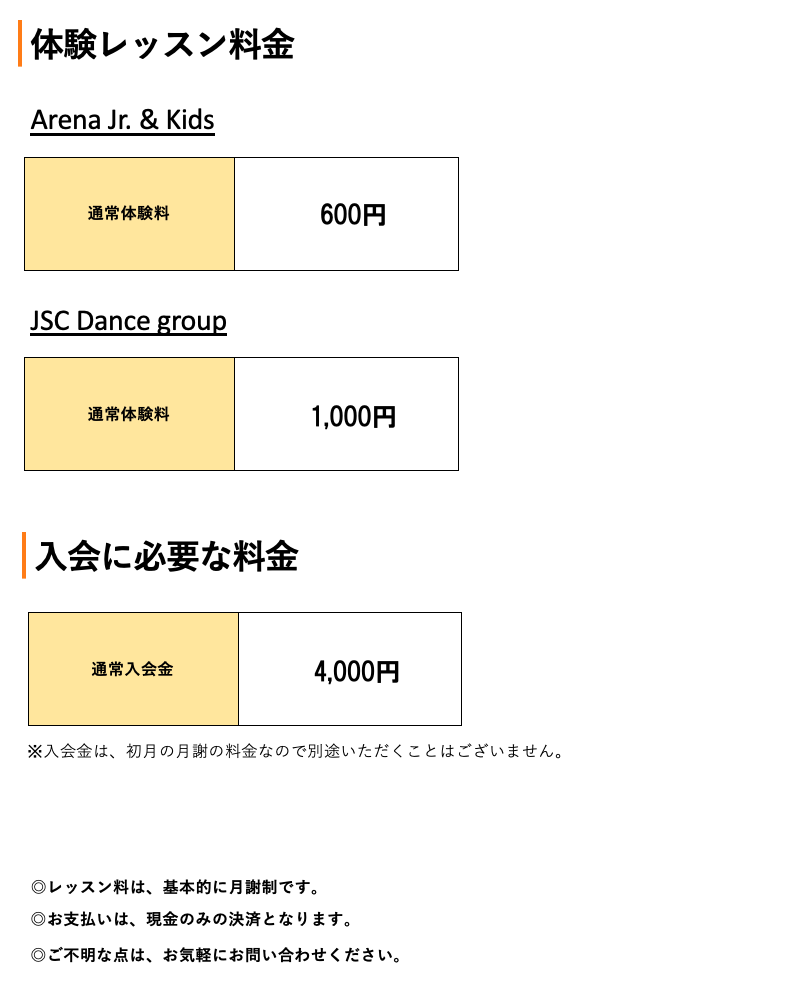 体験レッスン料金
Arena Jr. & Kids
通常体験料
600円
JSC Dance group
通常体験料
1,000円
入会に必要な料金
通常入会金
4,000円
※入会金は、初月の月謝の料金なので別途いただくことはございません。
◎レッスン料は、基本的に月謝制です。
◎お支払いは、現金のみの決済となります。
◎ご不明な点は、お気軽にお問い合わせください。